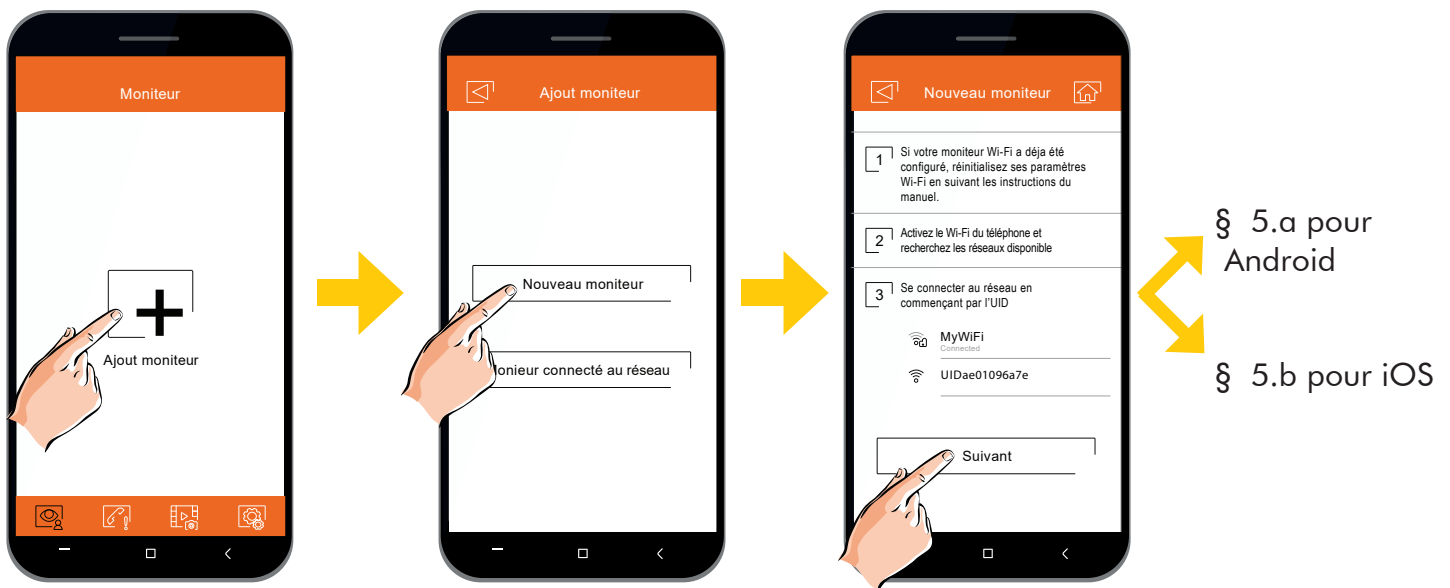 Moniteur
Ajout moniteur
Ajout moniteur
Nouveau moniteur
onieur connecté au réseau
Nouveau moniteur
1
Si votre moniteur Wi-Fi a déja été
configuré, réinitialisez ses paramètres
Wi-Fi en suivant les instructions du
manuel.
2
Activez le Wi-Fi du téléphone et
recherchez les réseaux disponible
3
Se connecter au réseau en
commençant par l'UID
MyWiFi
Connected
UIDae01096a7e
Suivant
§ 5.a pour
Android
§ 5.b pour iOS